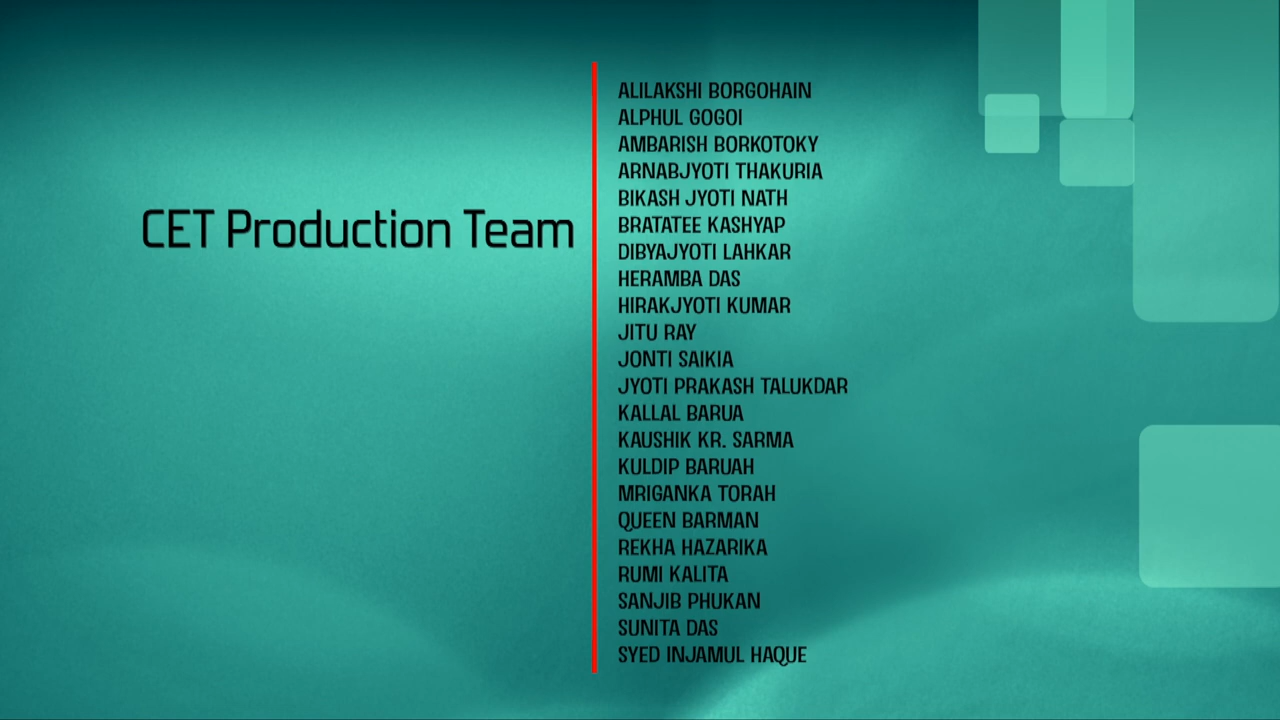 CET Production Team
ALILAKSHI BORGOHAIN
ALPHUL GOGOI
AMBARISH BORKOTOKY
ARNABJYOTI THAKURIA
BIKASH JYOTI NATH
BRATATEE KASHYAP
DIBYAJYOTI LAHKAR
HERAMBA DAS
HIRAKJYOTI KUMAR
JITU RAY
JONTI SAIKIA
JYOTI PRAKASH TALUKDAR
KALLAL BARUA
KAUSHIK KR. SARMA
KULDIP BARUAH
MRIGANKA TORAH
QUEEN BARMAN
REKHA HAZARIKA
RUMI KALITA
SANJIB PHUKAN
SUNITA DAS
SYED INJAMUL HAQUE